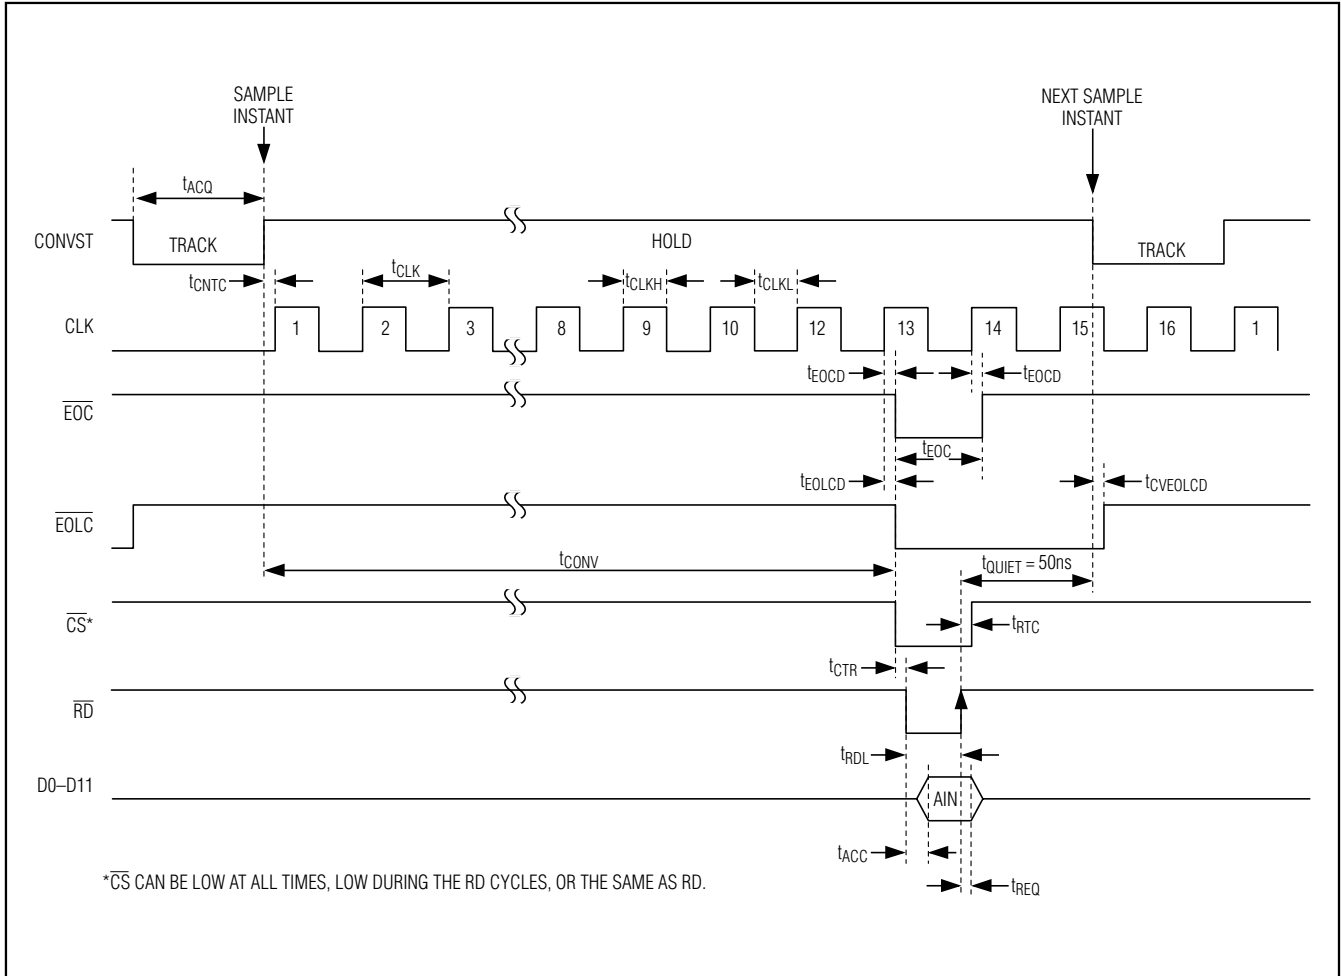 SAMPLE
INSTANT
NEXT SAMPLE
INSTANT
tACQ
CONVST
TRACK
HOLD
TRACK
tCNTC
tCLK
tCLKH
tCLKL
CLK
1 2 3 8 9 10 12 13 14 15 16 1
tEOCD
tEOCD
EOC
tEOC
tEOLCD
tCVEOLCD
EOLC
tCONV
tQUIET = 50ns
CS*
tRTC
tCTR
RD
tRDL
D0–D11
AIN
tACC
*CS CAN BE LOW AT ALL TIMES, LOW DURING THE RD CYCLES, OR THE SAME AS RD.
tREQ